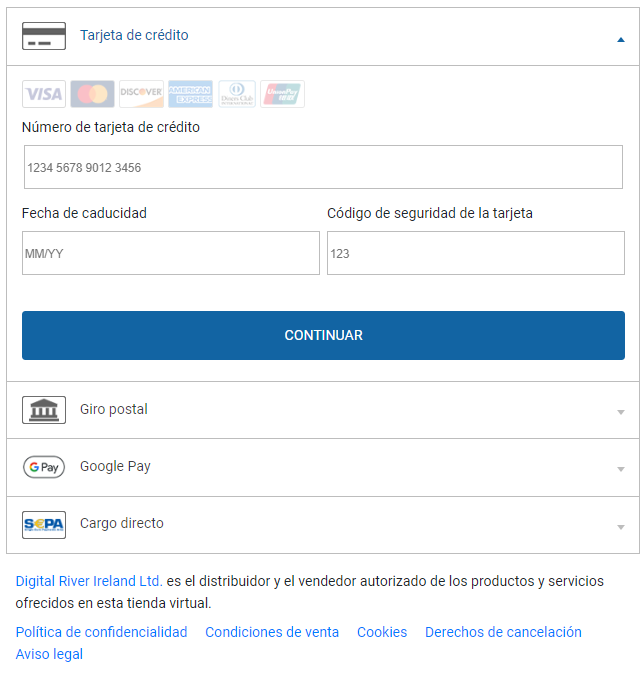 Tarjeta de crédito
VISA MasterCard DISCOVER AMERICAN EXPRESS Diners Club UnionPay
Número de tarjeta de crédito
1234 5678 9012 3456
Fecha de caducidad Código de seguridad de la tarjeta
MM/YY 123
CONTINUAR
Giro postal
G Pay Google Pay
SEPA Cargo directo
Digital River Ireland Ltd. es el distribuidor y el vendedor autorizado de los productos y servicios
ofrecidos en esta tienda virtual.
Política de confidencialidad Condiciones de venta Cookies Derechos de cancelación
Aviso legal